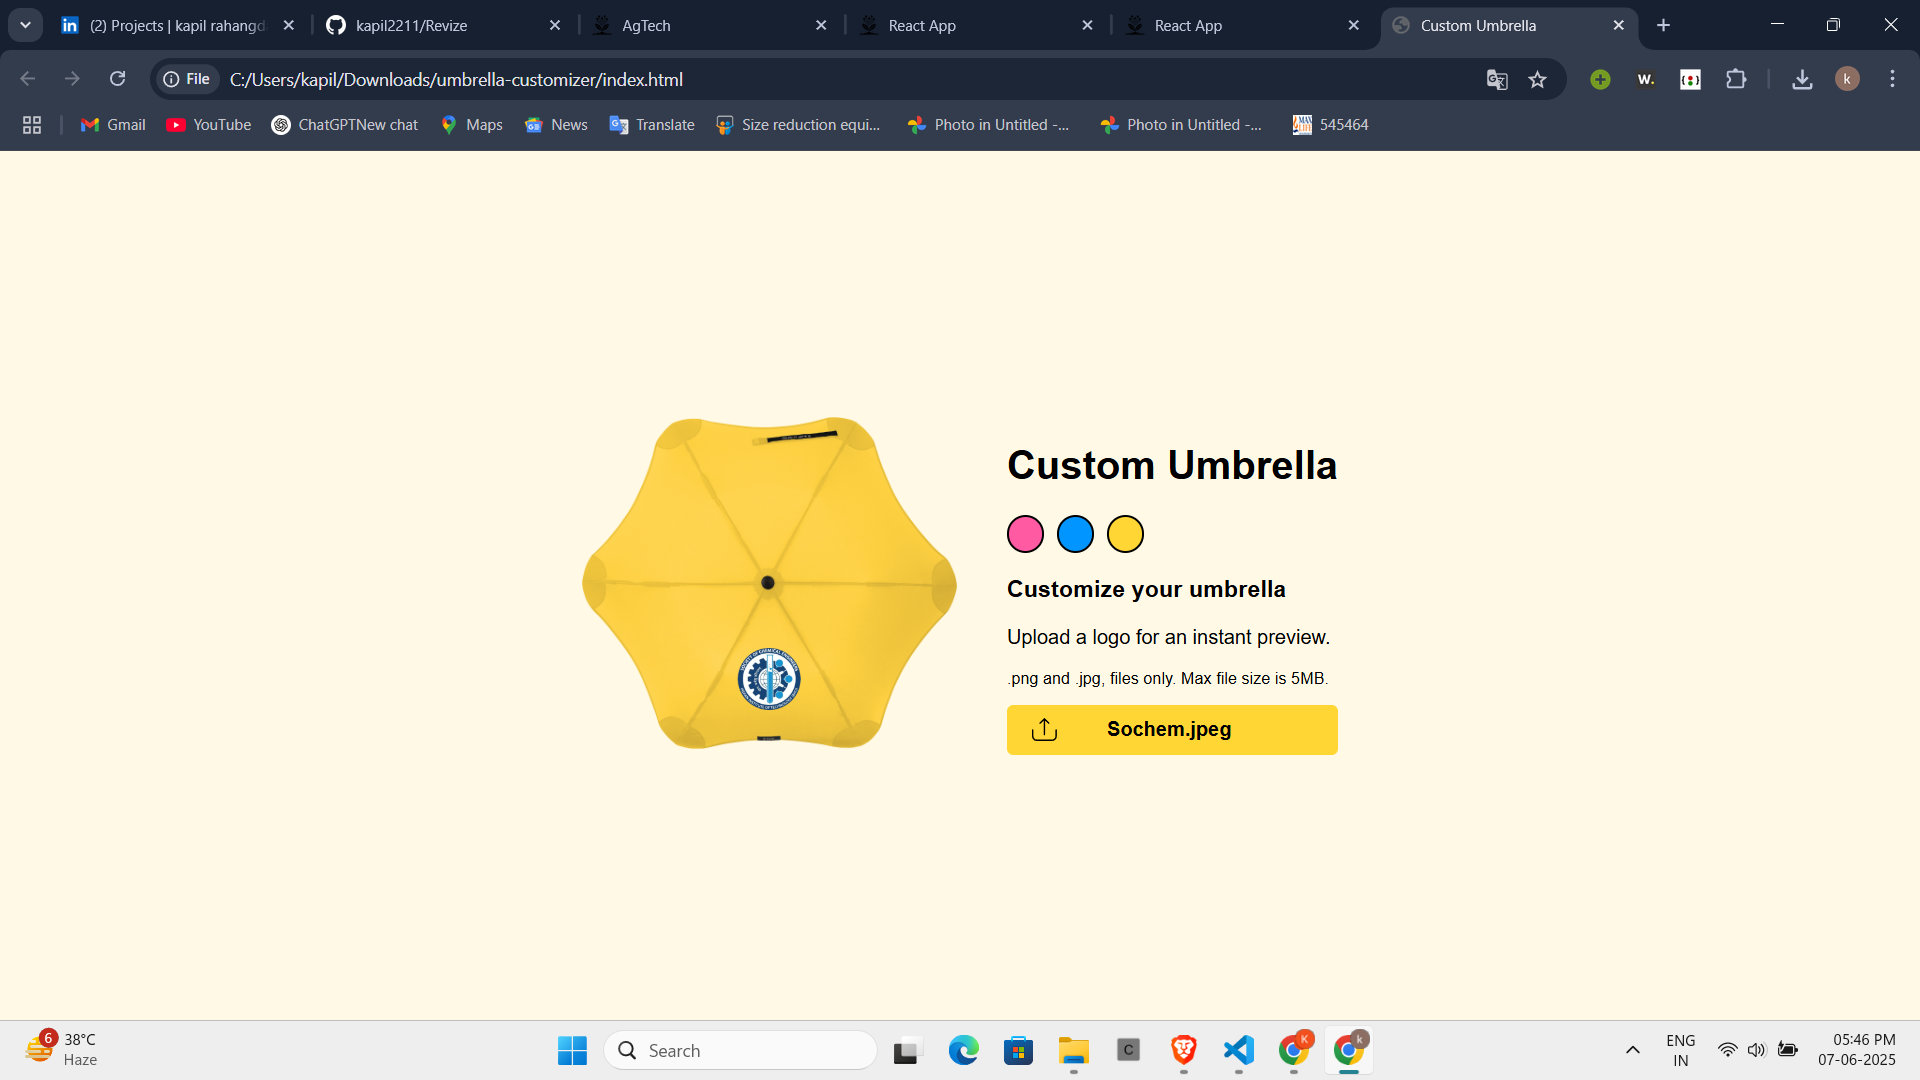 (2) Projects | kapil rahangd
kapil2211/Revize
AgTech
React App
React App
Custom Umbrella
File
C:/Users/kapil/Downloads/umbrella-customizer/index.html
W.
k
Gmail
YouTube
ChatGPTNew chat
Maps
News
Translate
Size reduction equi...
Photo in Untitled -...
Photo in Untitled -...
545464
Custom Umbrella
Customize your umbrella
Upload a logo for an instant preview.
.png and .jpg, files only. Max file size is 5MB.
Sochem.jpeg
6
38°C
Haze
Search
C
K
k
ENG
IN
05:46 PM
07-06-2025